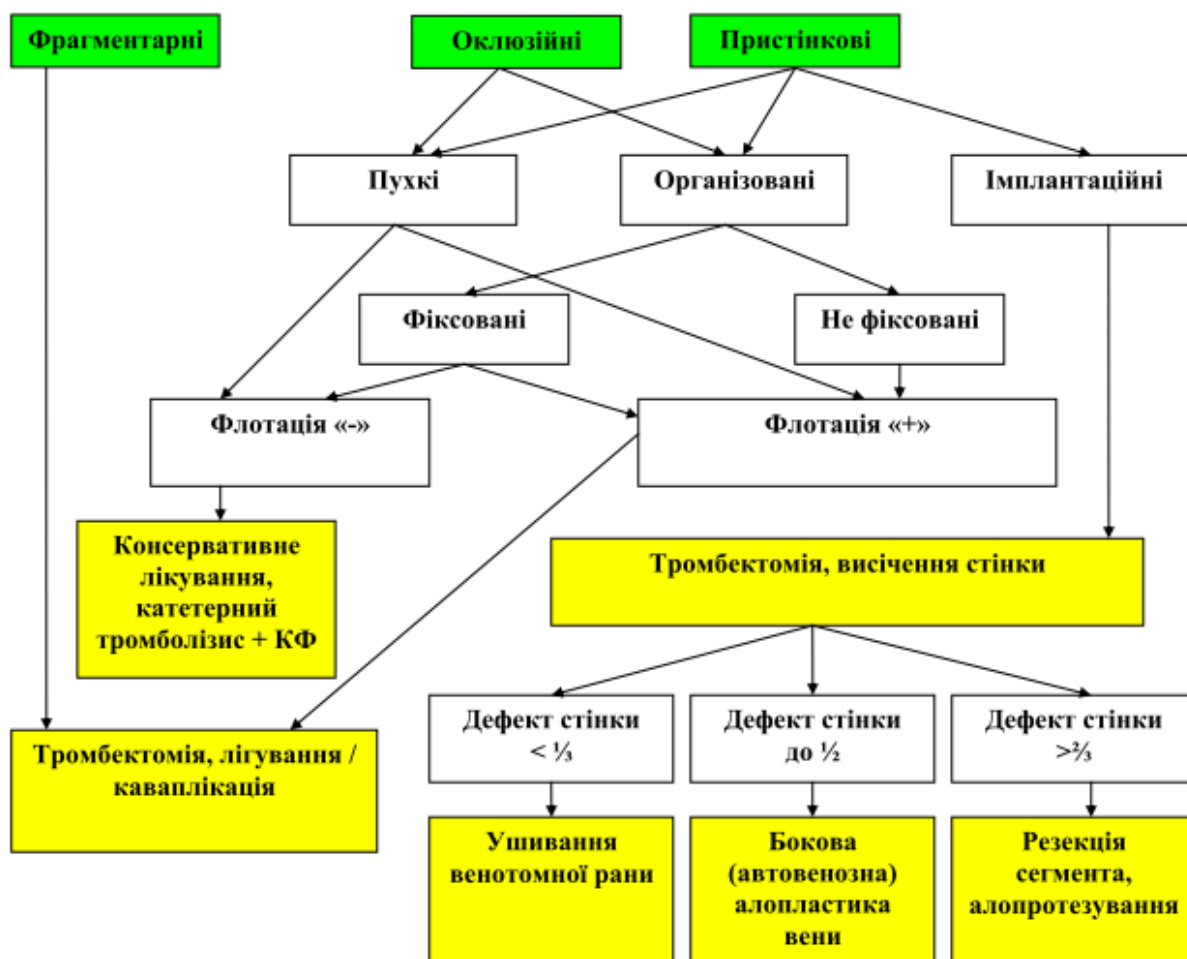 Фрагментарні
Оклюзійні
Пристінкові
Пухкі
Організовані
Імплантаційні
Фіксовані
Не фіксовані
Флотація «-»
Флотація «+»
Консервативне
лікування,
катетерний
тромболізис + КФ
Тромбектомія, висічення стінки
Тромбектомія, лігування /
каваплікація
Дефект стінки
< ⅓
Дефект стінки
до ½
Дефект стінки
>⅔
Ушивання
венотомної рани
Бокова
(автовенозна)
алопластика
вени
Резекція
сегмента,
алопротезування